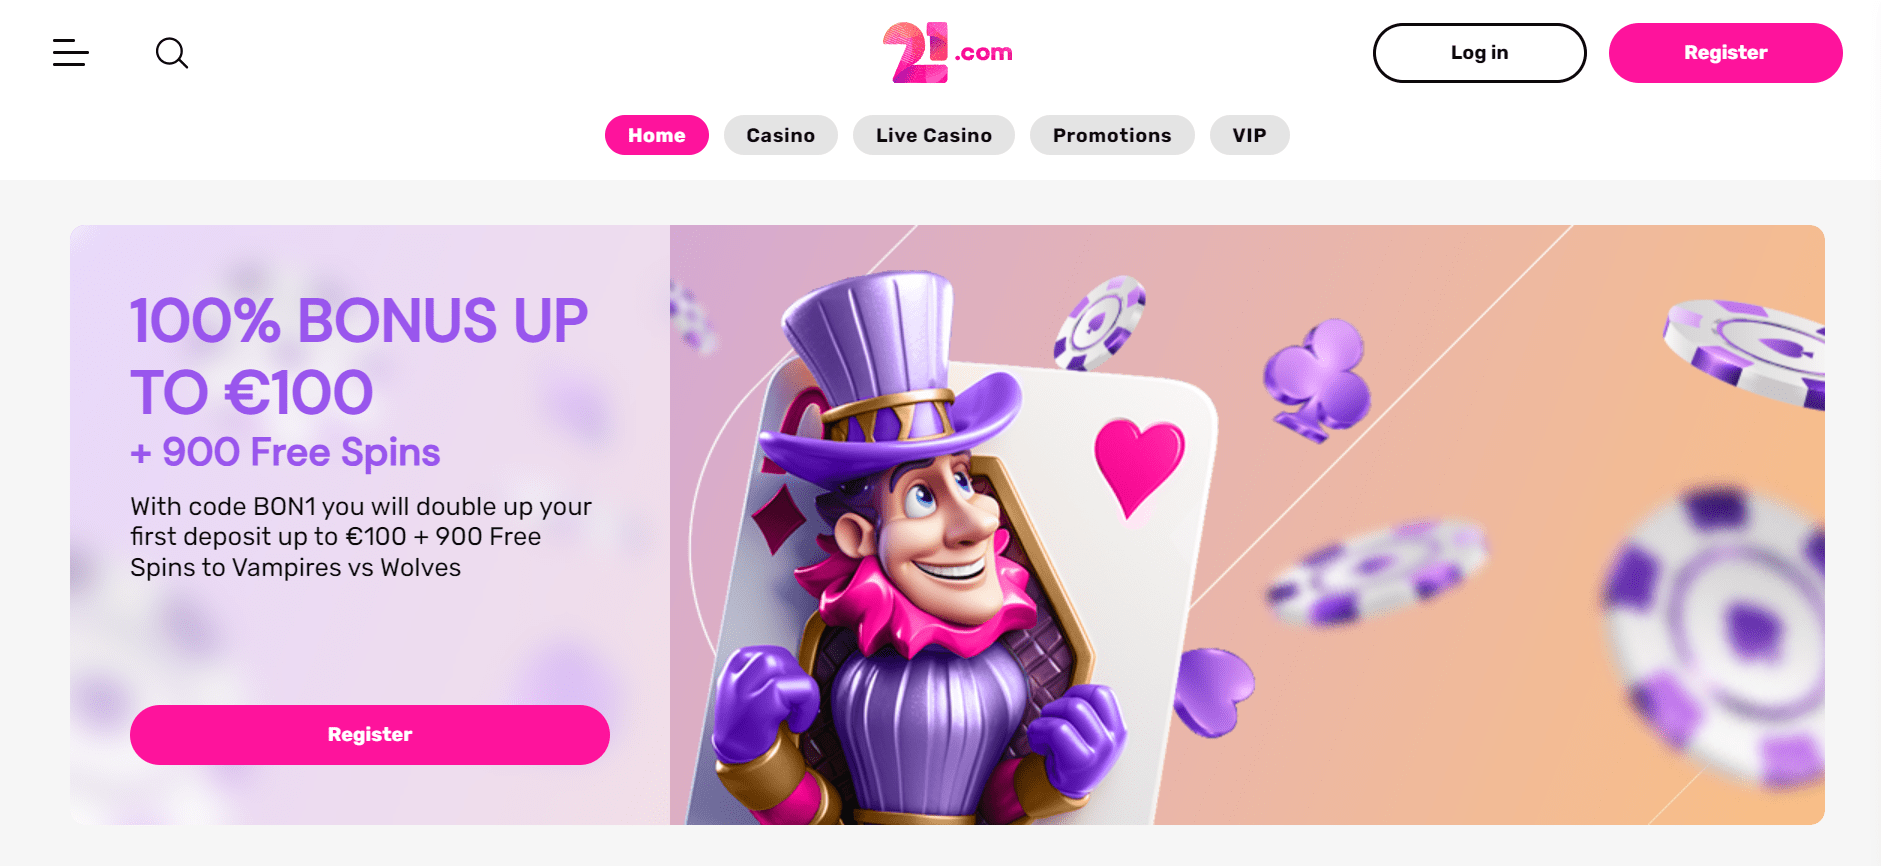 21.com
Log in
Register
Home
Casino
Live Casino
Promotions
VIP
100% BONUS UP
TO €100
+ 900 Free Spins
With code BON1 you will double up your
first deposit up to €100 + 900 Free
Spins to Vampires vs Wolves
Register